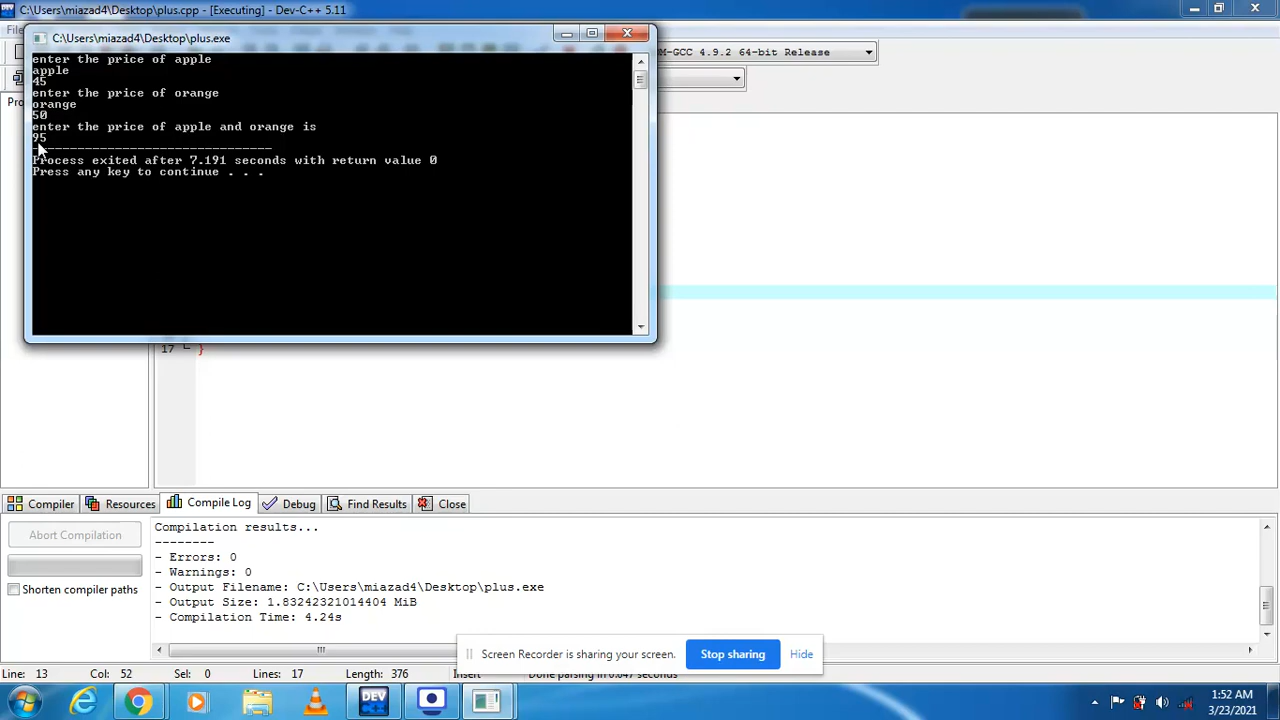 C:\Users\miazad4\Desktop\plus.cpp - [Executing] - Dev-C++ 5.11
File
C:\Users\miazad4\Desktop\plus.exe
M-GCC 4.9.2 64-bit Release
enter the price of apple
apple
45
enter the price of orange
orange
50
enter the price of apple and orange is
95
--------------------------------
Process exited after 7.191 seconds with return value 0
Press any key to continue . . .
Pro
17
}
Compiler
Resources
Compile Log
Debug
Find Results
Close
Abort Compilation
Shorten compiler paths
Compilation results...
--------
- Errors: 0
- Warnings: 0
- Output Filename: C:\Users\miazad4\Desktop\plus.exe
- Output Size: 1.83242321014404 MiB
- Compilation Time: 4.24s
Screen Recorder is sharing your screen.
Stop sharing
Hide
Line: 13
Col: 52
Sel: 0
Lines: 17
Length: 376
Insert
Done parsing in 0.047 seconds
DEV
1:52 AM
3/23/2021